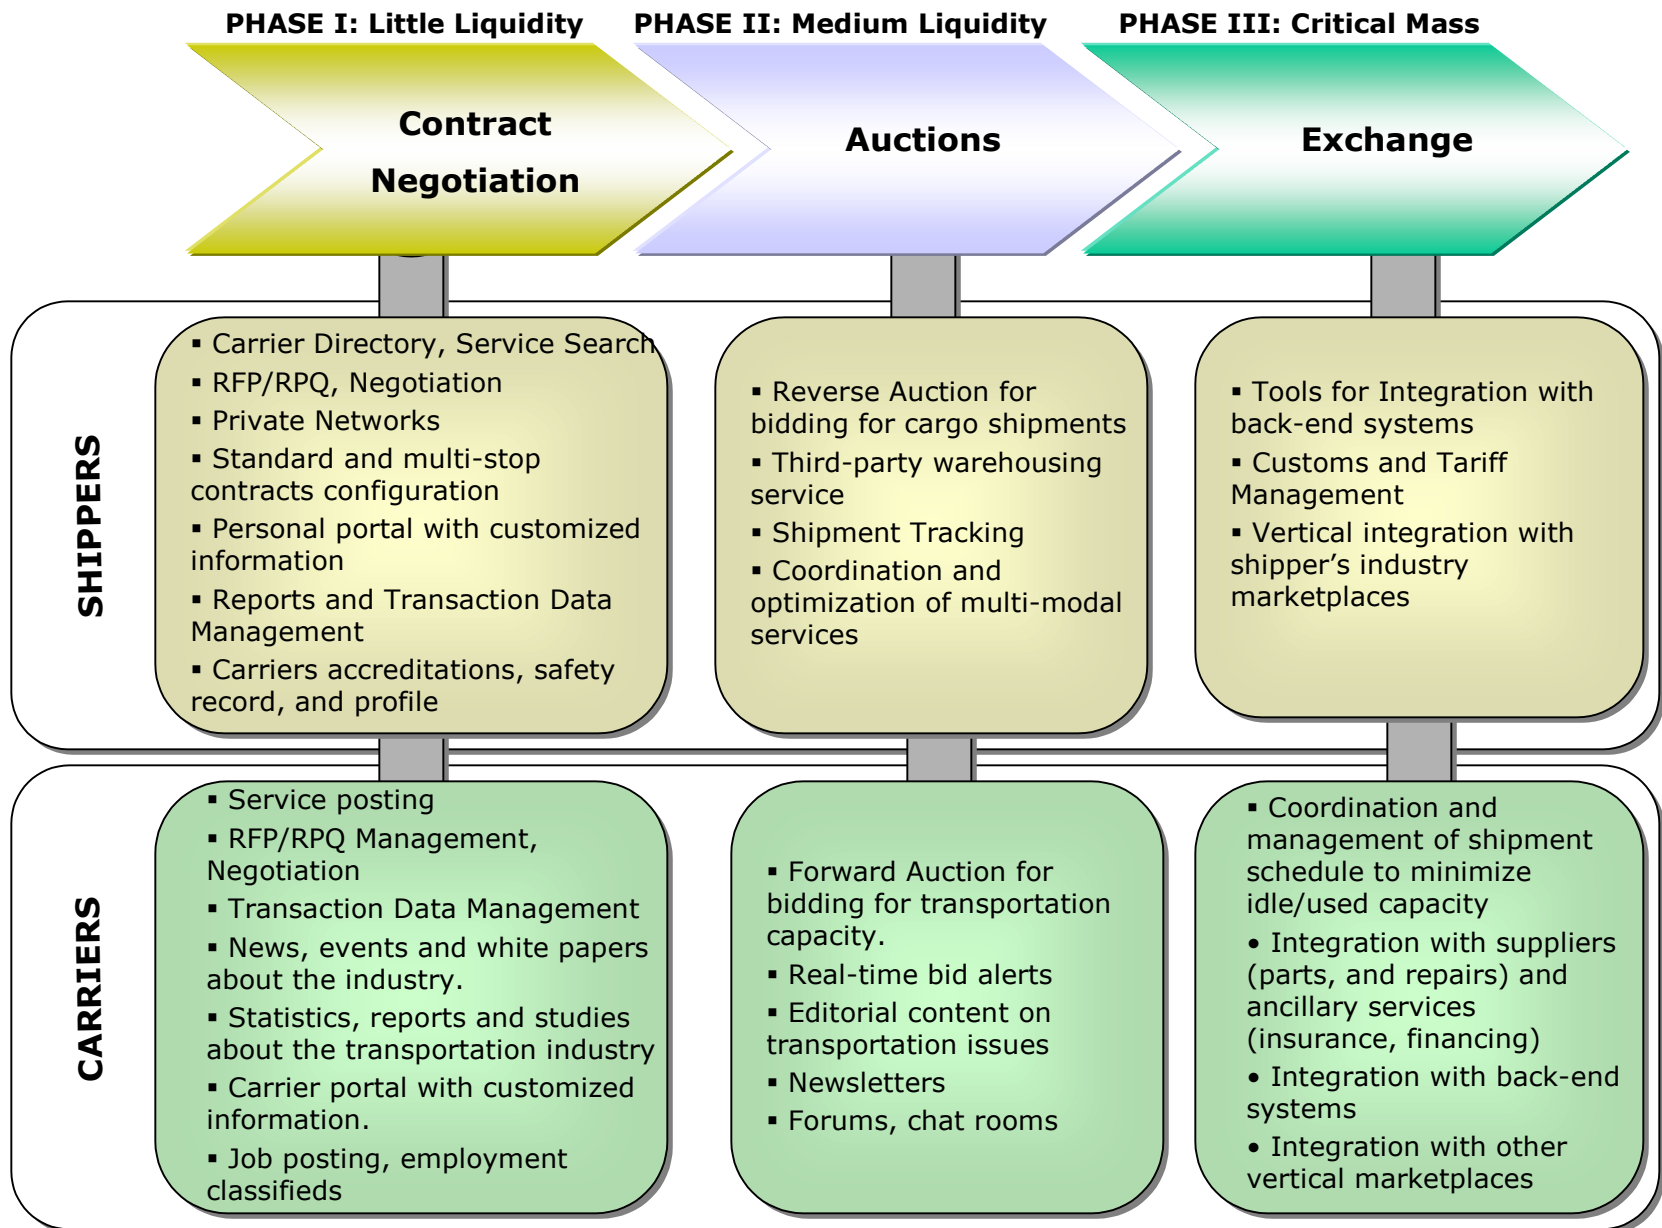 PHASE I: Little Liquidity
PHASE II: Medium Liquidity
PHASE III: Critical Mass
Contract
Negotiation
Auctions
Exchange
SHIPPERS
▪ Carrier Directory, Service Search
▪ RFP/RPQ, Negotiation
▪ Private Networks
▪ Standard and multi-stop
contracts configuration
▪ Personal portal with customized
information
▪ Reports and Transaction Data
Management
▪ Carriers accreditations, safety
record, and profile
▪ Reverse Auction for
bidding for cargo shipments
▪ Third-party warehousing
service
▪ Shipment Tracking
▪ Coordination and
optimization of multi-modal
services
▪ Tools for Integration with
back-end systems
▪ Customs and Tariff
Management
▪ Vertical integration with
shipper’s industry
marketplaces
CARRIERS
▪ Service posting
▪ RFP/RPQ Management,
Negotiation
▪ Transaction Data Management
▪ News, events and white papers
about the industry.
▪ Statistics, reports and studies
about the transportation industry
▪ Carrier portal with customized
information.
▪ Job posting, employment
classifieds
▪ Forward Auction for
bidding for transportation
capacity.
▪ Real-time bid alerts
▪ Editorial content on
transportation issues
▪ Newsletters
▪ Forums, chat rooms
▪ Coordination and
management of shipment
schedule to minimize
idle/used capacity
• Integration with suppliers
(parts, and repairs) and
ancillary services
(insurance, financing)
• Integration with back-end
systems
• Integration with other
vertical marketplaces